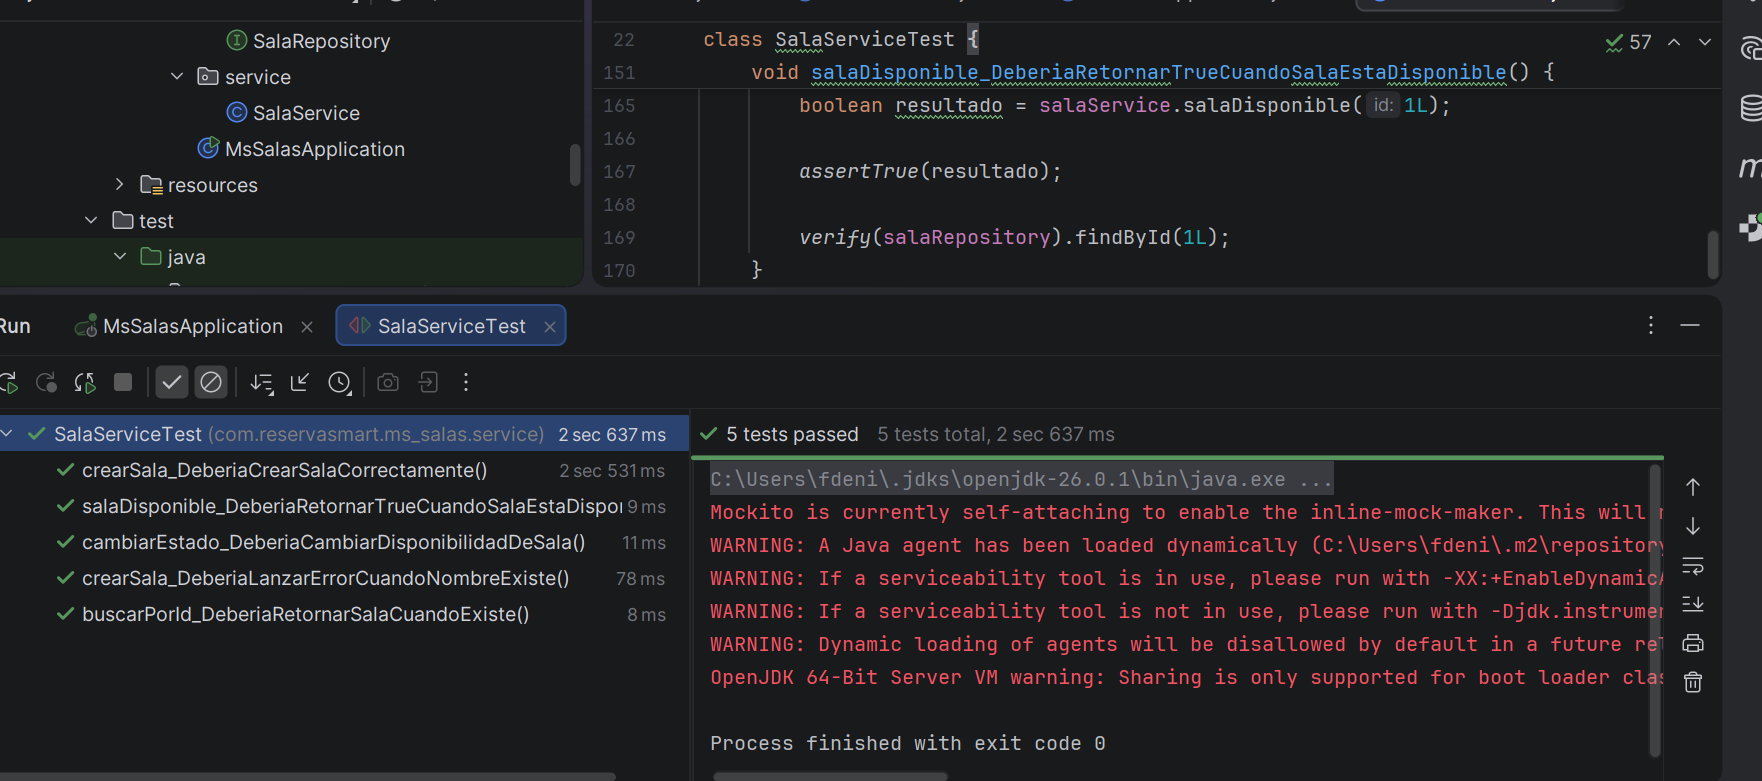 SalaRepository
service
SalaService
MsSalasApplication
resources
test
java
57
22 class SalaServiceTest {
151 void salaDisponible_DeberiaRetornarTrueCuandoSalaEstaDisponible() {
165 boolean resultado = salaService.salaDisponible( id: 1L);
166
167 assertTrue(resultado);
168
169 verify(salaRepository).findById(1L);
170 }
Run MsSalasApplication SalaServiceTest
SalaServiceTest (com.reservasmart.ms_salas.service) 2 sec 637 ms
crearSala_DeberiaCrearSalaCorrectamente() 2 sec 531 ms
salaDisponible_DeberiaRetornarTrueCuandoSalaEstaDispo 9 ms
cambiarEstado_DeberiaCambiarDisponibilidadDeSala() 11 ms
crearSala_DeberiaLanzarErrorCuandoNombreExiste() 78 ms
buscarPorId_DeberiaRetornarSalaCuandoExiste() 8 ms
5 tests passed 5 tests total, 2 sec 637 ms
C:\Users\fdeni\.jdks\openjdk-26.0.1\bin\java.exe ...
Mockito is currently self-attaching to enable the inline-mock-maker. This will
WARNING: A Java agent has been loaded dynamically (C:\Users\fdeni\.m2\repository
WARNING: If a serviceability tool is in use, please run with -XX:+EnableDynamic
WARNING: If a serviceability tool is not in use, please run with -Djdk.instrume
WARNING: Dynamic loading of agents will be disallowed by default in a future re
OpenJDK 64-Bit Server VM warning: Sharing is only supported for boot loader clas
Process finished with exit code 0